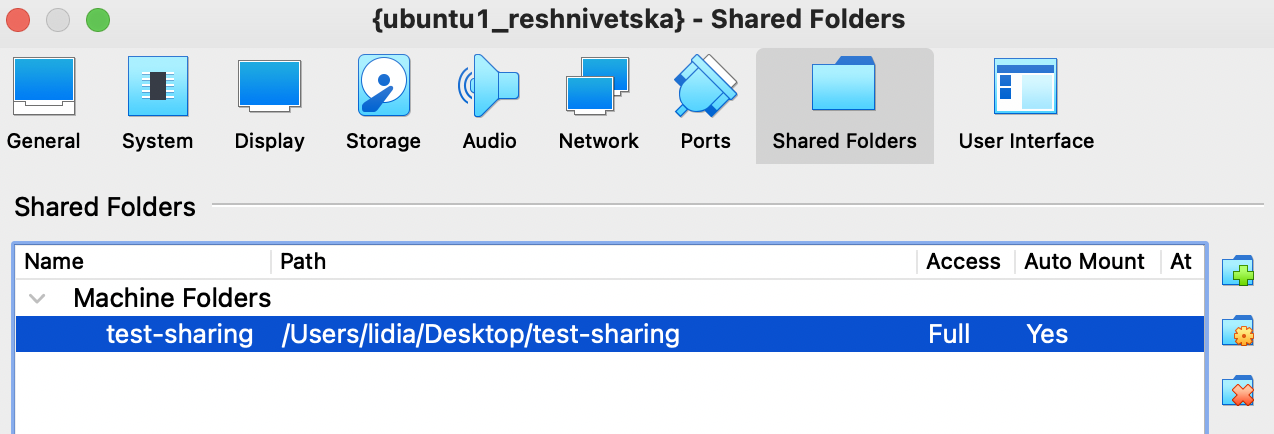 {ubuntu1_reshnivetska} - Shared Folders
General System Display Storage Audio Network Ports Shared Folders User Interface
Shared Folders
Name Path Access Auto Mount At
Machine Folders
test-sharing /Users/lidia/Desktop/test-sharing Full Yes